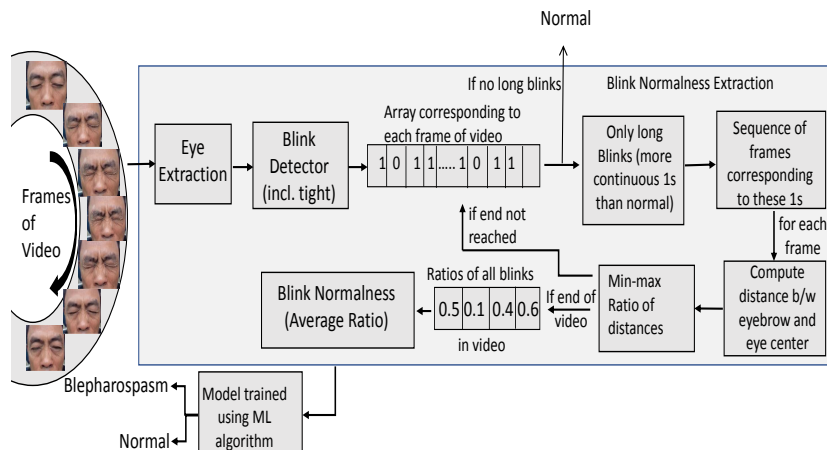 Normal
If no long blinks
Blink Normalness Extraction
Frames
of
Video
Eye
Extraction
Blink
Detector
(incl. tight)
Array corresponding to
each frame of video
1 0 1 1 ..... 1 0 1 1
Only long
Blinks (more
continuous 1s
than normal)
Sequence of
frames
corresponding
to these 1s
for each
frame
if end not
reached
Compute
distance b/w
eyebrow and
eye center
Min-max
Ratio of
distances
If end of
video
Ratios of all blinks
0.5 0.1 0.4 0.6
in video
Blink Normalness
(Average Ratio)
Model trained
using ML
algorithm
Blepharospasm
Normal